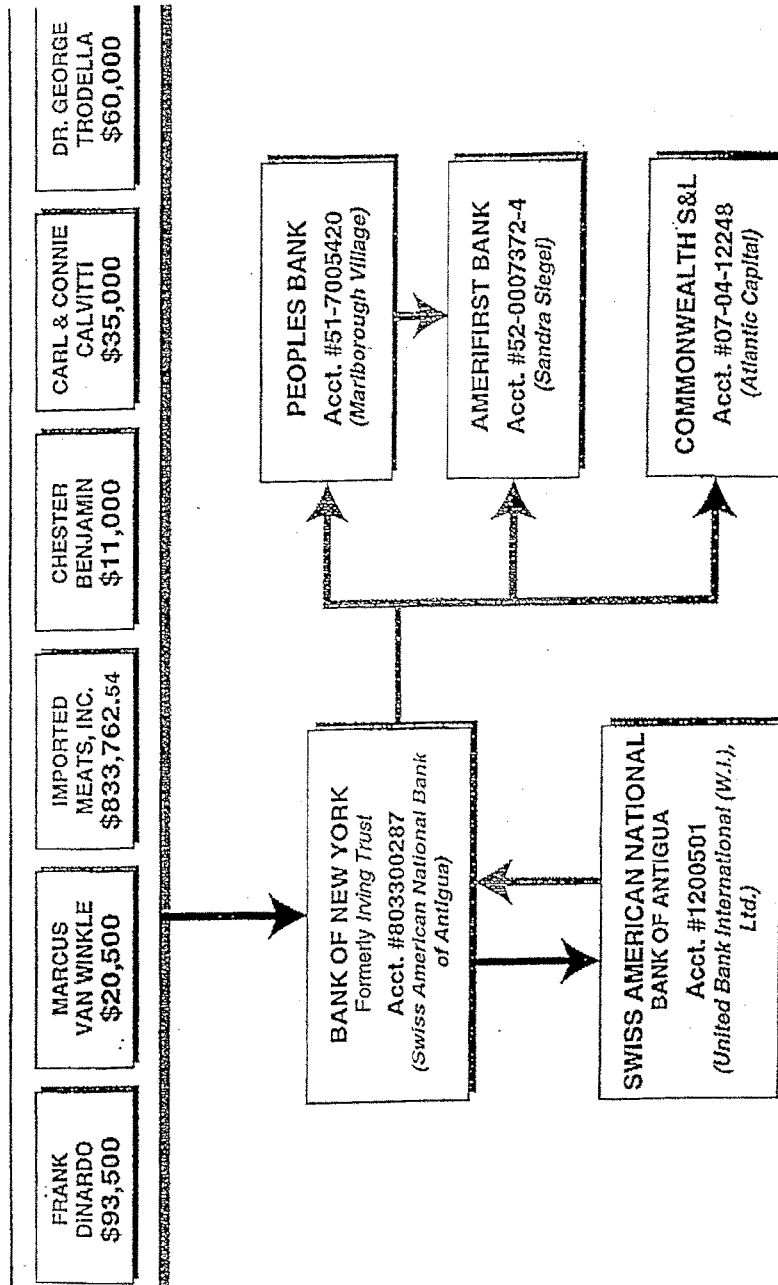 FRANK
DINARDO
$93,500
MARCUS
VAN WINKLE
$20,500
IMPORTED
MEATS, INC.
$833,762.54
CHESTER
BENJAMIN
$11,000
CARL & CONNIE
CALVITTI
$35,000
DR. GEORGE
TRODELLA
$60,000
BANK OF NEW YORK
Formerly Irving Trust
Acct. #803300287
(Swiss American National Bank
of Antigua)
SWISS AMERICAN NATIONAL
BANK OF ANTIGUA
Acct. #1200501
(United Bank International (W.I.),
Ltd.)
PEOPLES BANK
Acct. #51-7005420
(Marlborough Village)
AMERIFIRST BANK
Acct. #52-0007372-4
(Sandra Siegel)
COMMONWEALTH S&L
Acct. #07-04-12248
(Atlantic Capital)